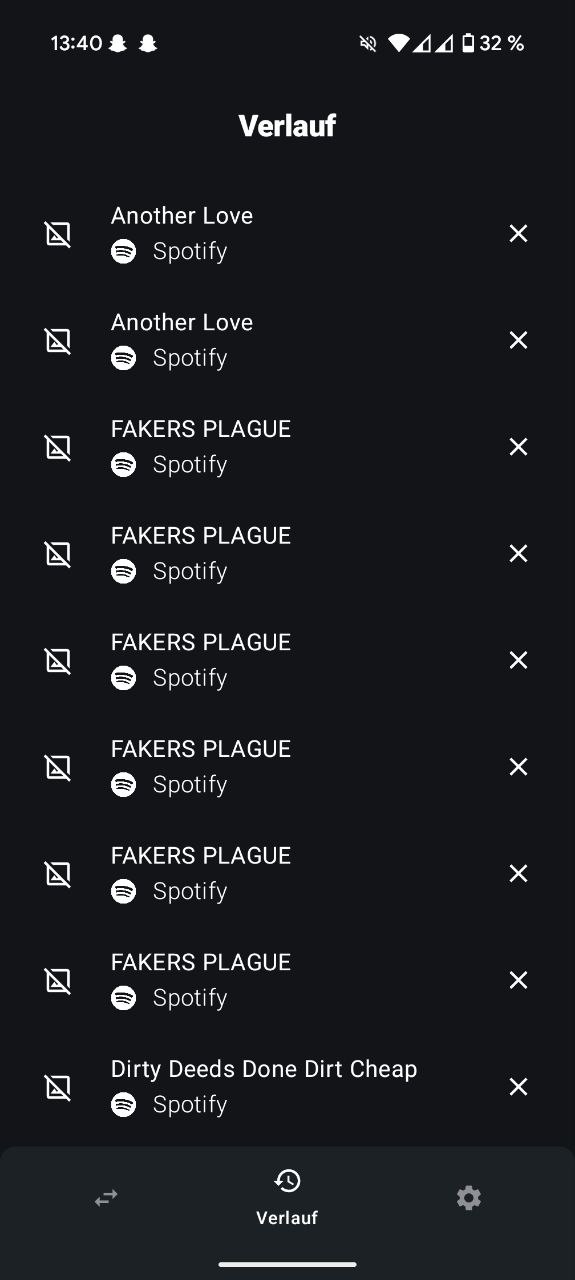 13:40
32 %
Verlauf
Another Love
Spotify
Another Love
Spotify
FAKERS PLAGUE
Spotify
FAKERS PLAGUE
Spotify
FAKERS PLAGUE
Spotify
FAKERS PLAGUE
Spotify
FAKERS PLAGUE
Spotify
FAKERS PLAGUE
Spotify
Dirty Deeds Done Dirt Cheap
Spotify
Verlauf